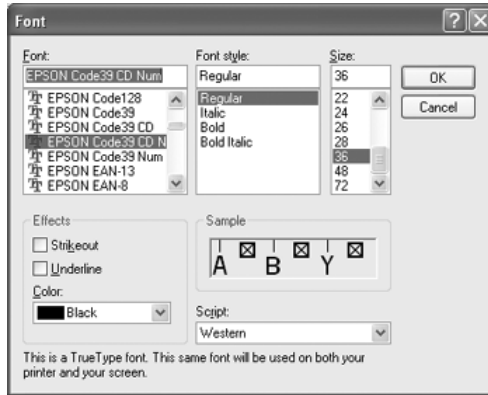 Font
Font:
EPSON Code39 CD Num
EPSON Code128
EPSON Code39
EPSON Code39 CD
EPSON Code39 CD N
EPSON Code39 Num
EPSON EAN-13
EPSON EAN-8
Font style:
Regular
Regular
Italic
Bold
Bold Italic
Size:
36
22
24
26
28
36
48
72
OK
Cancel
Effects
Strikeout
Underline
Color:
Black
Sample
A B Y
Script:
Western
This is a TrueType font. This same font will be used on both your
printer and your screen.